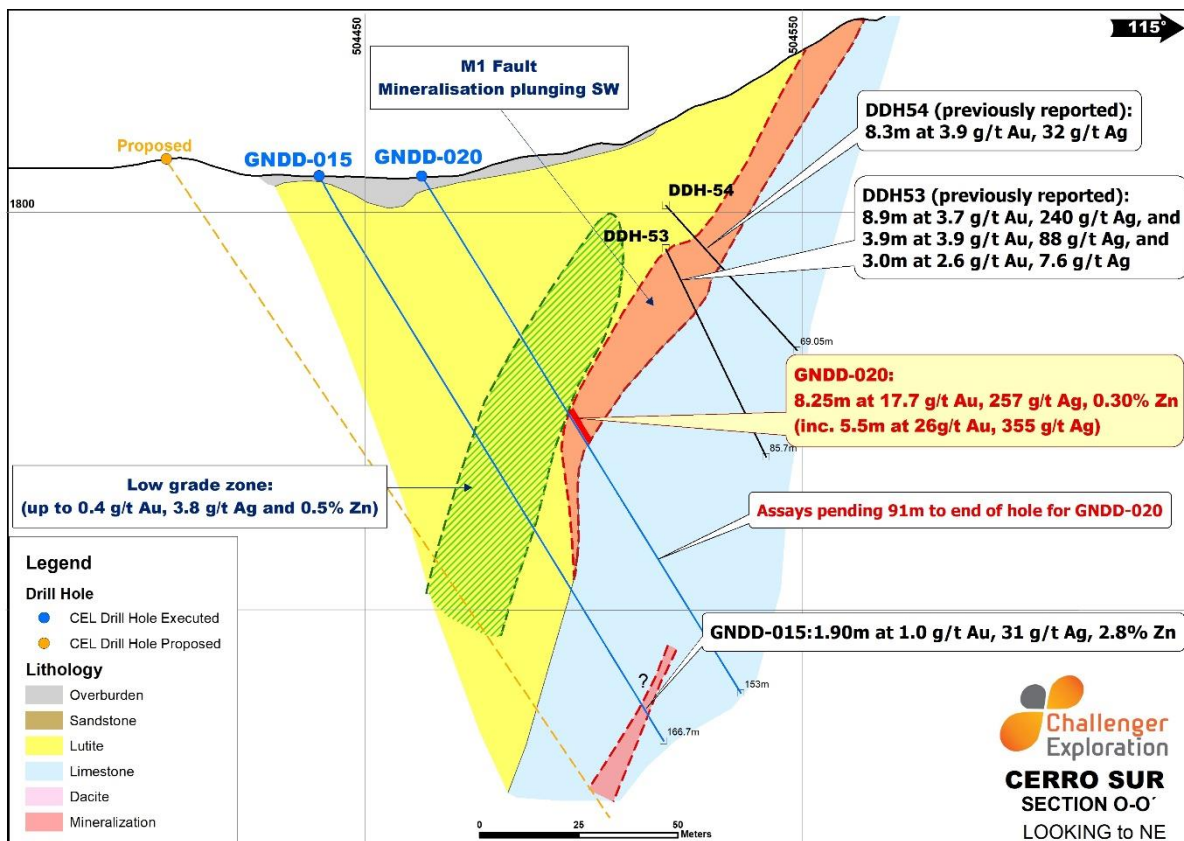 504450
504550
115°
M1 Fault
Mineralisation plunging SW
DDH54 (previously reported):
8.3m at 3.9 g/t Au, 32 g/t Ag
Proposed
GNDD-015
GNDD-020
1800
DDH-54
DDH-53
DDH53 (previously reported):
8.9m at 3.7 g/t Au, 240 g/t Ag, and
3.9m at 3.9 g/t Au, 88 g/t Ag, and
3.0m at 2.6 g/t Au, 7.6 g/t Ag
69.05m
85.7m
GNDD-020:
8.25m at 17.7 g/t Au, 257 g/t Ag, 0.30% Zn
(inc. 5.5m at 26g/t Au, 355 g/t Ag)
Low grade zone:
(up to 0.4 g/t Au, 3.8 g/t Ag and 0.5% Zn)
Assays pending 91m to end of hole for GNDD-020
GNDD-015:1.90m at 1.0 g/t Au, 31 g/t Ag, 2.8% Zn
?
153m
166.7m
Legend
Drill Hole
CEL Drill Hole Executed
CEL Drill Hole Proposed
Lithology
Overburden
Sandstone
Lutite
Limestone
Dacite
Mineralization
0 25 50
Meters
Challenger
Exploration
CERRO SUR
SECTION O-O´
LOOKING to NE